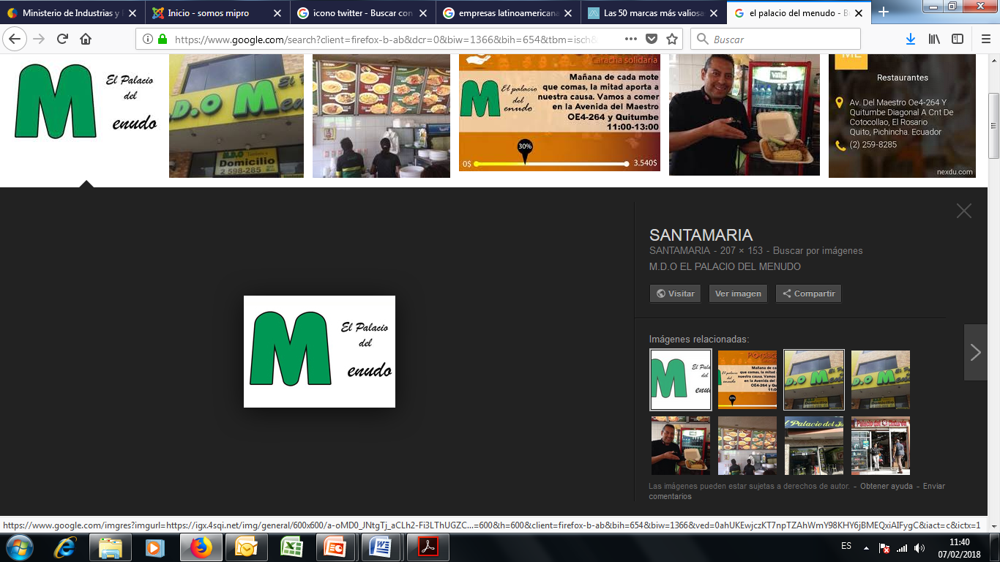 Ministerio de Industrias y
Inicio - somos mipro
icono twitter - Buscar con
empresas latinoamericana
Las 50 marcas más valiosa
el palacio del menudo - B
https://www.google.com/search?client=firefox-b-ab&dcr=0&biw=1366&bih=654&tbm=isch
Buscar
M
El Palacio
del
enudo
.D.O M
M.D.O
Domicilio
2 598-285
caracha solidaria
Mañana de cada mote
que comas, la mitad aporta a
nuestra causa. Vamos a comer
en la Avenida del Maestro
OE4-264 y Quitumbe
11:00-13:00
M
El palacio
del
enudo
30%
0$
3.540$
Valle
ME
Restaurantes
Av. Del Maestro Oe4-264 Y
Quitumbe Diagonal A Cnt De
Cotocollao, El Rosario
Quito, Pichincha. Ecuador
(2) 259-8285
nexdu.com
M
El Palacio
del
enudo
SANTAMARIA
SANTAMARIA - 207 × 153 - Buscar por imágenes
M.D.O EL PALACIO DEL MENUDO
Visitar
Ver imagen
Compartir
Imágenes relacionadas:
Las imágenes pueden estar sujetas a derechos de autor. - Obtener ayuda - Enviar
comentarios
https://www.google.com/imgres?imgurl=https://igx.4sqi.net/img/general/600x600/a-oMD0_JNtgTj_aCLh2-Fi3LThUGZC...=600&h=600&client=firefox-b-ab&bih=654&biw=1366&ved=0ahUKEwjczKT7npTZAhWmY98KHY6jBMEQxiAIFygC&iact=c&ictx=1
ES
11:40
07/02/2018